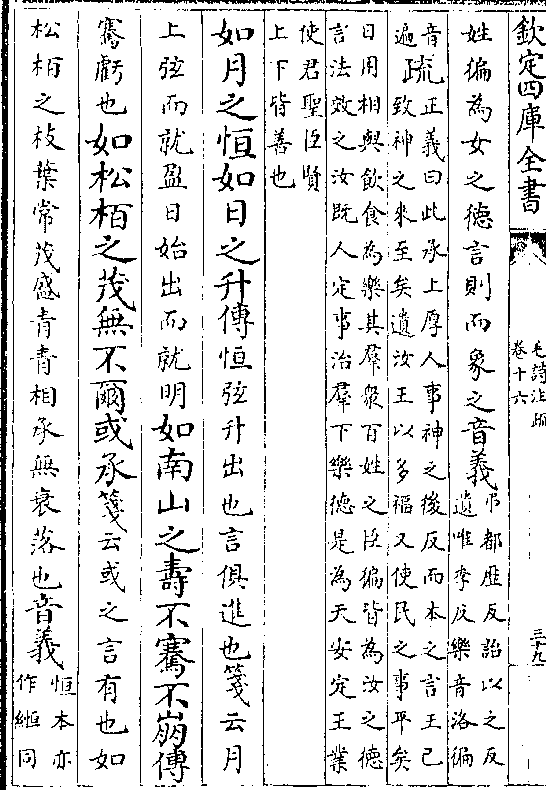 欽定四庫全書
毛詩注疏
卷十六
三十九
姓徧為女之德言則而象之音義弔都歴反詒以之反
遺唯季反樂音洛徧
音
遍疏正義曰此承上厚人事神之後反而本之言王已
致神之來至矣遺汝王以多福又使民之事平矣
日用相與飲食為樂其羣衆百姓之臣徧皆為汝之德
言法效之汝既人定事治羣下樂德是為天安定王業
使君聖臣賢
上下皆善也
如月之恒如日之升傳恒弦升出也言俱進也箋云月
上弦而就盈日始出而就明如南山之壽不騫不崩傳
騫虧也如松柏之茂無不爾或承箋云或之言有也如
松柏之枝葉常茂盛青青相承無衰落也音義恒本亦
作緪同